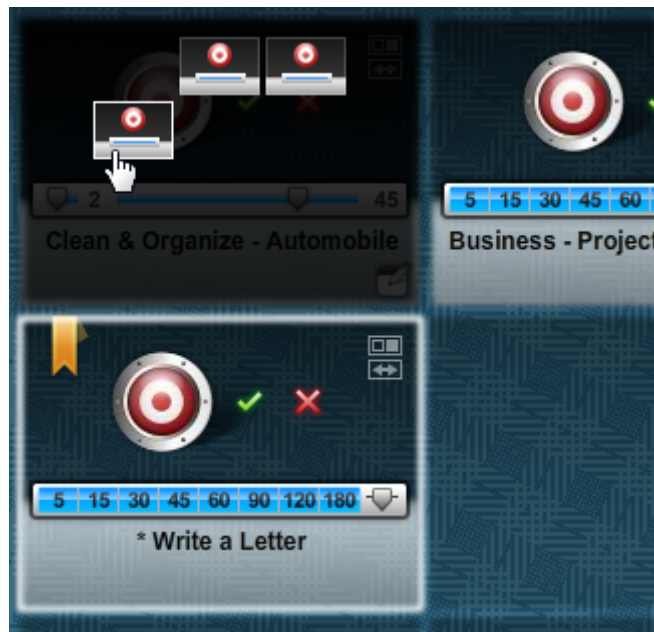 2 45
5 15 30 45 60
Clean & Organize - Automobile
Business - Project
5 15 30 45 60 90 120 180
* Write a Letter